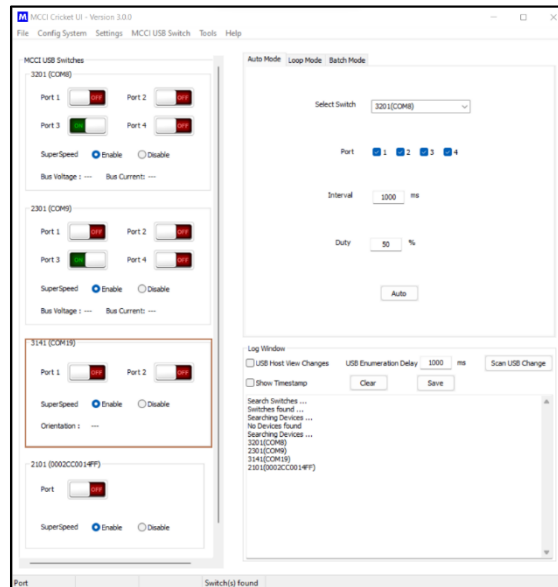 MCCI Cricket UI - Version 3.0.0
File Config System Settings MCCI USB Switch Tools Help
MCCI USB Switches
3201 (COM8)
Port 1 OFF Port 2 OFF
Port 3 ON Port 4 OFF
SuperSpeed Enable Disable
Bus Voltage : --- Bus Current: ---
2301 (COM9)
Port 1 OFF Port 2 OFF
Port 3 ON Port 4 OFF
SuperSpeed Enable Disable
Bus Voltage : --- Bus Current: ---
3141 (COM19)
Port 1 OFF Port 2 OFF
SuperSpeed Enable Disable
Orientation : ---
2101 (0002CC0014FF)
Port OFF
SuperSpeed Enable Disable
Auto Mode Loop Mode Batch Mode
Select Switch 3201(COM8)
Port 1 2 3 4
Interval 1000 ms
Duty 50 %
Auto
Log Window
USB Host View Changes USB Enumeration Delay 1000 ms Scan USB Change
Show Timestamp Clear Save
Search Switches ...
Switches found ...
Searching Devices ...
No Devices found
Searching Devices ...
3201(COM8)
2301(COM9)
3141(COM19)
2101(0002CC0014FF)
Port Switch(s) found